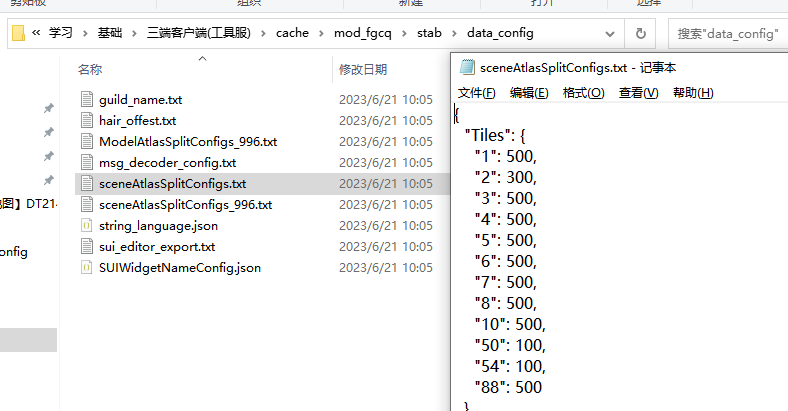 剪贴板 组织 新建 打开 选择
« 学习 > 基础 > 三端客户端(工具服) > cache > mod_fgcq > stab > data_config
搜索"data_config"
名称 修改日期
guild_name.txt 2023/6/21 10:05
hair_offest.txt 2023/6/21 10:05
ModelAtlasSplitConfigs_996.txt 2023/6/21 10:05
msg_decoder_config.txt 2023/6/21 10:05
sceneAtlasSplitConfigs.txt 2023/6/21 10:05
sceneAtlasSplitConfigs_996.txt 2023/6/21 10:05
string_language.json 2023/6/21 10:05
sui_editor_export.txt 2023/6/21 10:05
SUIWidgetNameConfig.json 2023/6/21 10:05
图】DT214
onfig
sceneAtlasSplitConfigs.txt - 记事本
文件(F) 编辑(E) 格式(O) 查看(V) 帮助(H)
{
"Tiles": {
"1": 500,
"2": 300,
"3": 500,
"4": 500,
"5": 500,
"6": 500,
"7": 500,
"8": 500,
"10": 500,
"50": 100,
"54": 100,
"88": 500
}